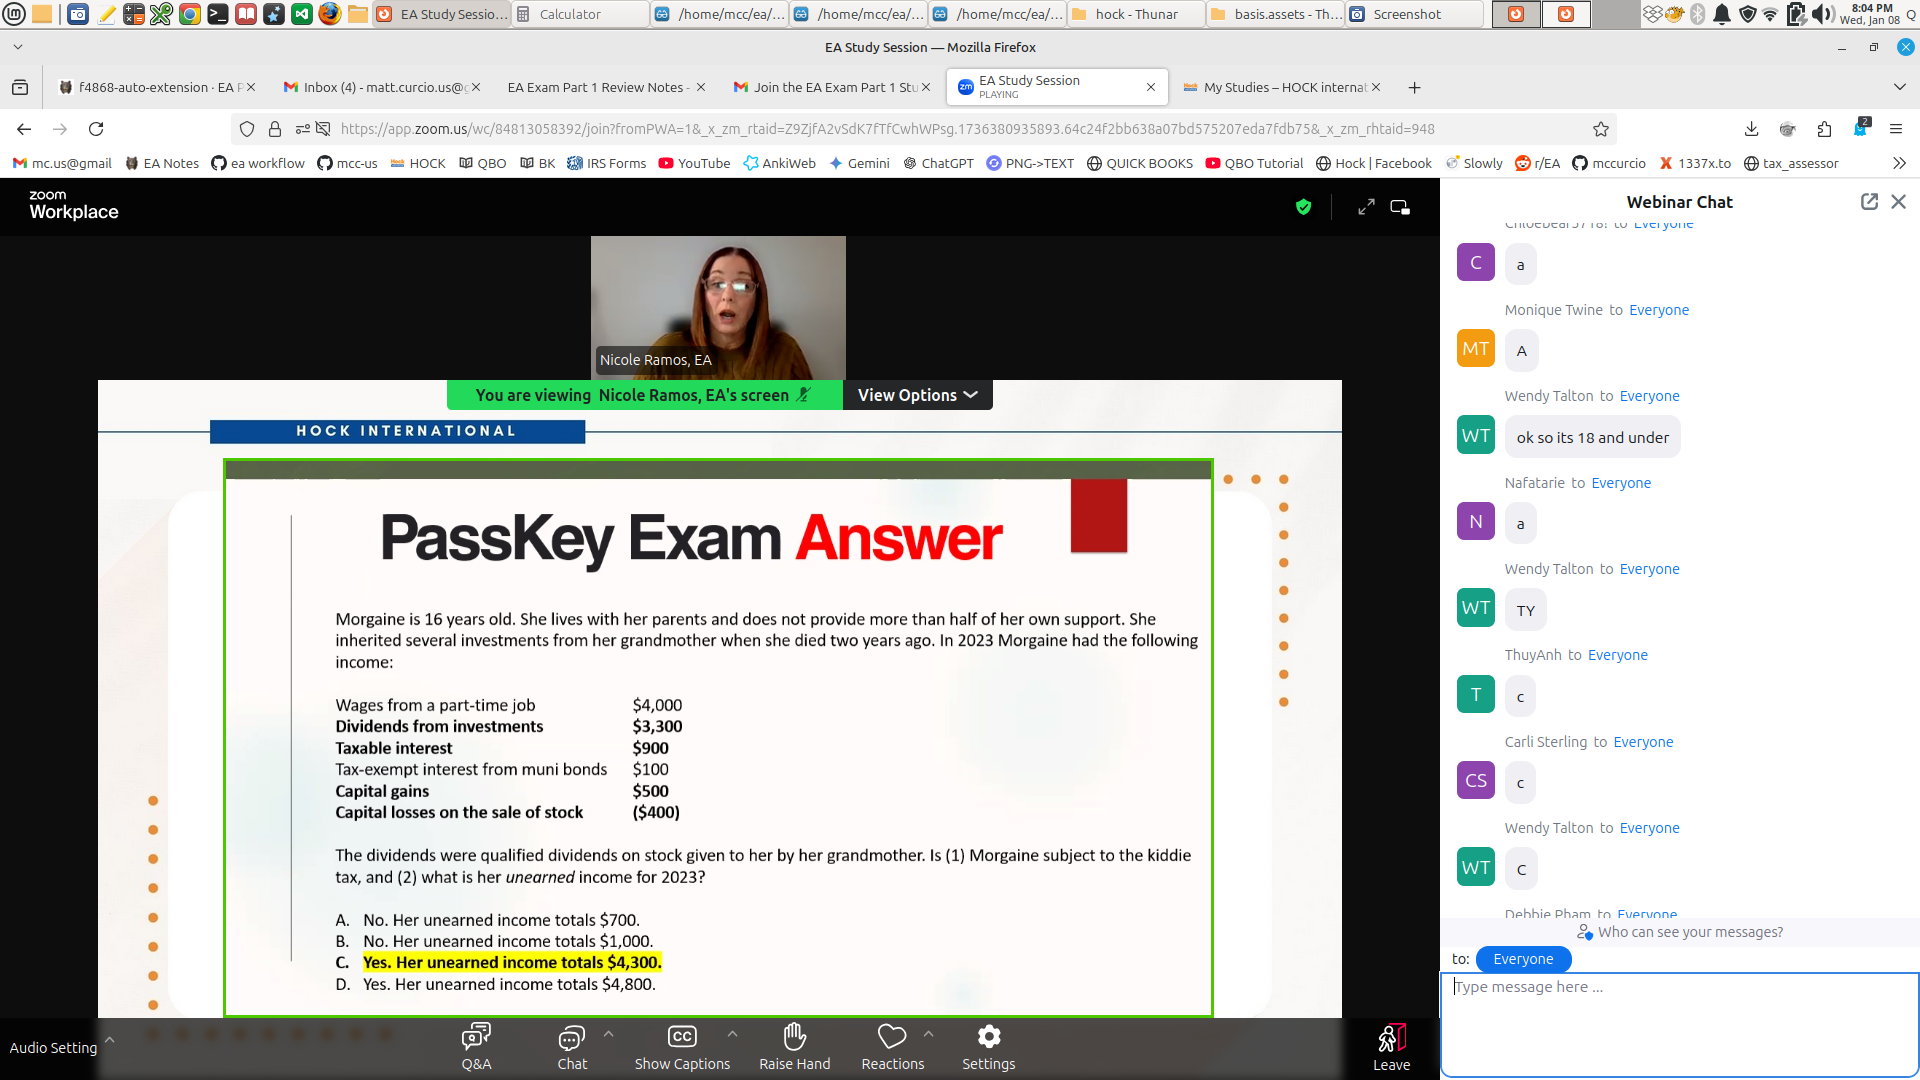 EA Study Sessio...
Calculator
/home/mcc/ea/...
/home/mcc/ea/...
/home/mcc/ea/...
hock - Thunar
basis.assets - Th...
Screenshot
8:04 PM
Wed, Jan 08
EA Study Session — Mozilla Firefox
f4868-auto-extension · EA P
Inbox (4) - matt.curcio.us@g
EA Exam Part 1 Review Notes -
Join the EA Exam Part 1 Stu
EA Study Session
PLAYING
My Studies – HOCK internat
https://app.zoom.us/wc/84813058392/join?fromPWA=1&_x_zm_rtaid=Z9ZjfA2vSdK7fTfCwhWPsg.1736380935893.64c24f2bb638a07bd575207eda7fdb75&_x_zm_rhtaid=948
2
mc.us@gmail
EA Notes
ea workflow
mcc-us
HOCK
QBO
BK
IRS Forms
YouTube
AnkiWeb
Gemini
ChatGPT
PNG->TEXT
QUICK BOOKS
QBO Tutorial
Hock | Facebook
Slowly
r/EA
mccurcio
1337x.to
tax_assessor
zoom
Workplace
Nicole Ramos, EA
You are viewing Nicole Ramos, EA's screen
View Options
HOCK INTERNATIONAL
PassKey Exam Answer
Morgaine is 16 years old. She lives with her parents and does not provide more than half of her own support. She
inherited several investments from her grandmother when she died two years ago. In 2023 Morgaine had the following
income:
Wages from a part-time job $4,000
Dividends from investments $3,300
Taxable interest $900
Tax-exempt interest from muni bonds $100
Capital gains $500
Capital losses on the sale of stock ($400)
The dividends were qualified dividends on stock given to her by her grandmother. Is (1) Morgaine subject to the kiddie
tax, and (2) what is her unearned income for 2023?
A. No. Her unearned income totals $700.
B. No. Her unearned income totals $1,000.
C. Yes. Her unearned income totals $4,300.
D. Yes. Her unearned income totals $4,800.
Audio Setting
Q&A
Chat
CC
Show Captions
Raise Hand
Reactions
Settings
Leave
Webinar Chat
to Everyone
C
a
Monique Twine to Everyone
MT
A
Wendy Talton to Everyone
WT
ok so its 18 and under
Nafatarie to Everyone
N
a
Wendy Talton to Everyone
WT
TY
ThuyAnh to Everyone
T
c
Carli Sterling to Everyone
CS
c
Wendy Talton to Everyone
WT
C
Debbie Pham to Everyone
Who can see your messages?
to: Everyone
Type message here ...